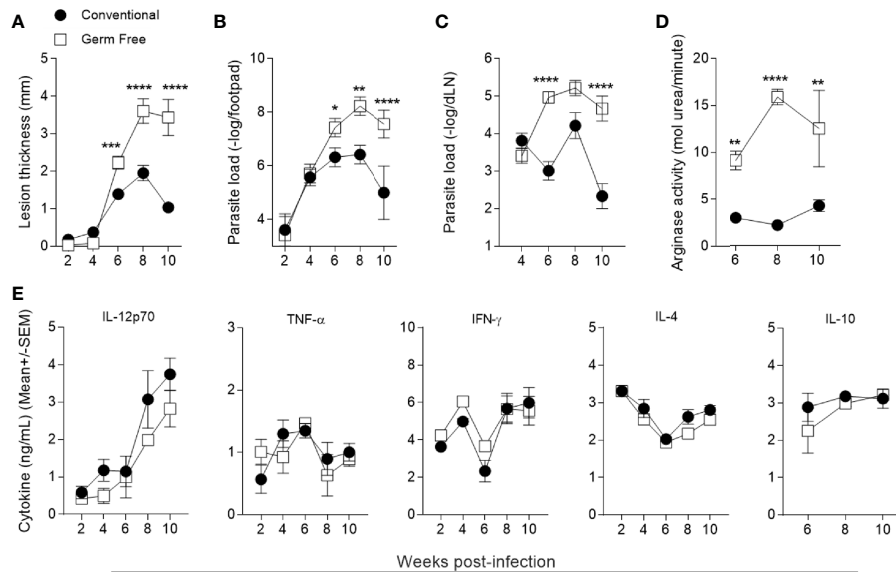 A
Conventional
Germ Free
Lesion thickness (mm)
5
4
3
2
1
0
***
****
****
2 4 6 8 10
B
Parasite load (-log/footpad)
10
8
6
4
*
**
****
2 4 6 8 10
C
Parasite load (-log/dLN)
6
5
4
3
2
1
****
****
4 6 8 10
D
Arginase activity (mol urea/minute)
20
15
10
5
0
**
****
**
6 8 10
E
Cytokine (ng/mL) (Mean+/-SEM)
IL-12p70
5
4
3
2
1
0
2 4 6 8 10
TNF-α
3
2
1
0
2 4 6 8 10
IFN-γ
10
8
6
4
2
0
2 4 6 8 10
IL-4
5
4
3
2
1
0
2 4 6 8 10
IL-10
5
4
3
2
1
0
6 8 10
Weeks post-infection